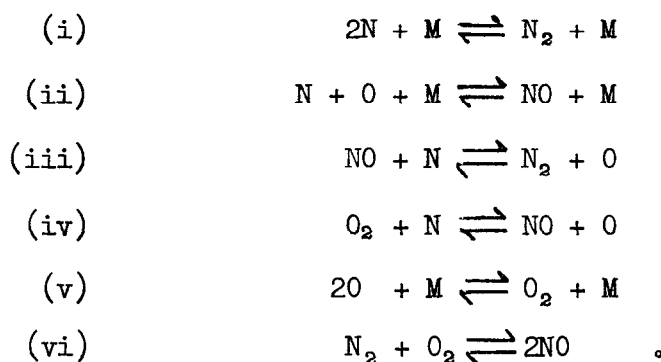 (i) 2N + M ⇌ N₂ + M
(ii) N + O + M ⇌ NO + M
(iii) NO + N ⇌ N₂ + O
(iv) O₂ + N ⇌ NO + O
(v) 2O + M ⇌ O₂ + M
(vi) N₂ + O₂ ⇌ 2NO .